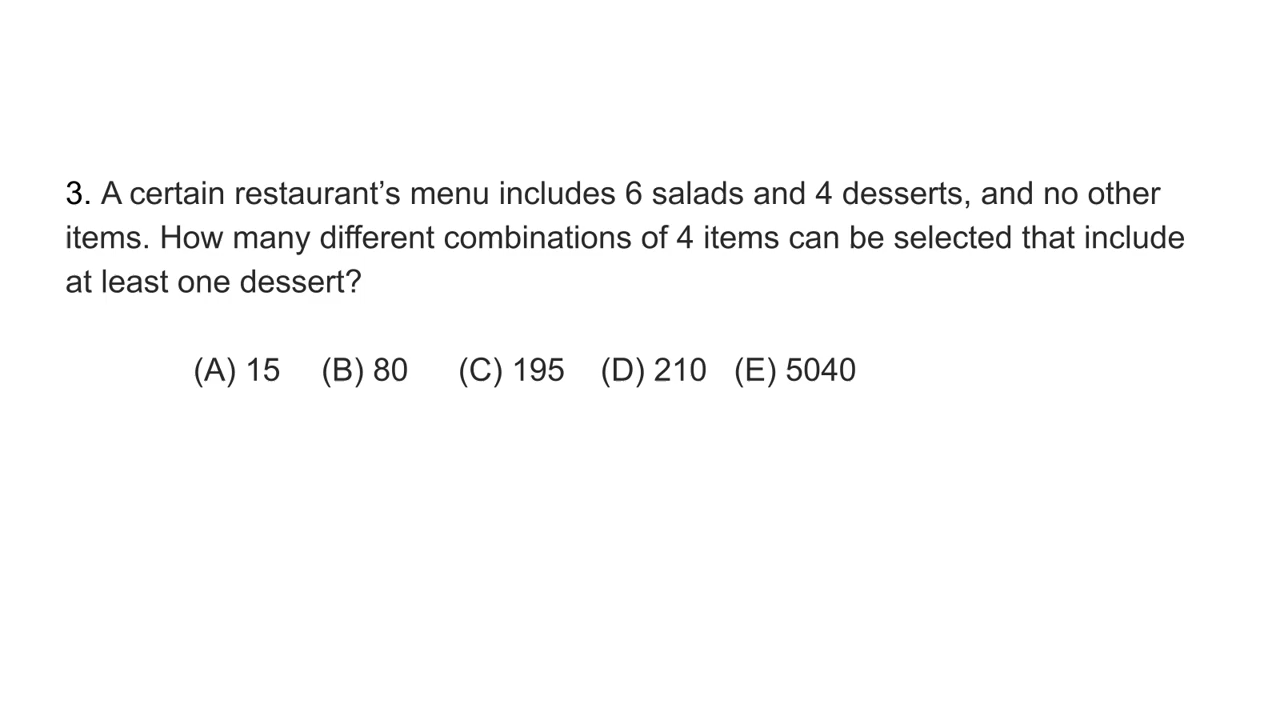 3. A certain restaurant’s menu includes 6 salads and 4 desserts, and no other
items. How many different combinations of 4 items can be selected that include
at least one dessert?
(A) 15 (B) 80 (C) 195 (D) 210 (E) 5040